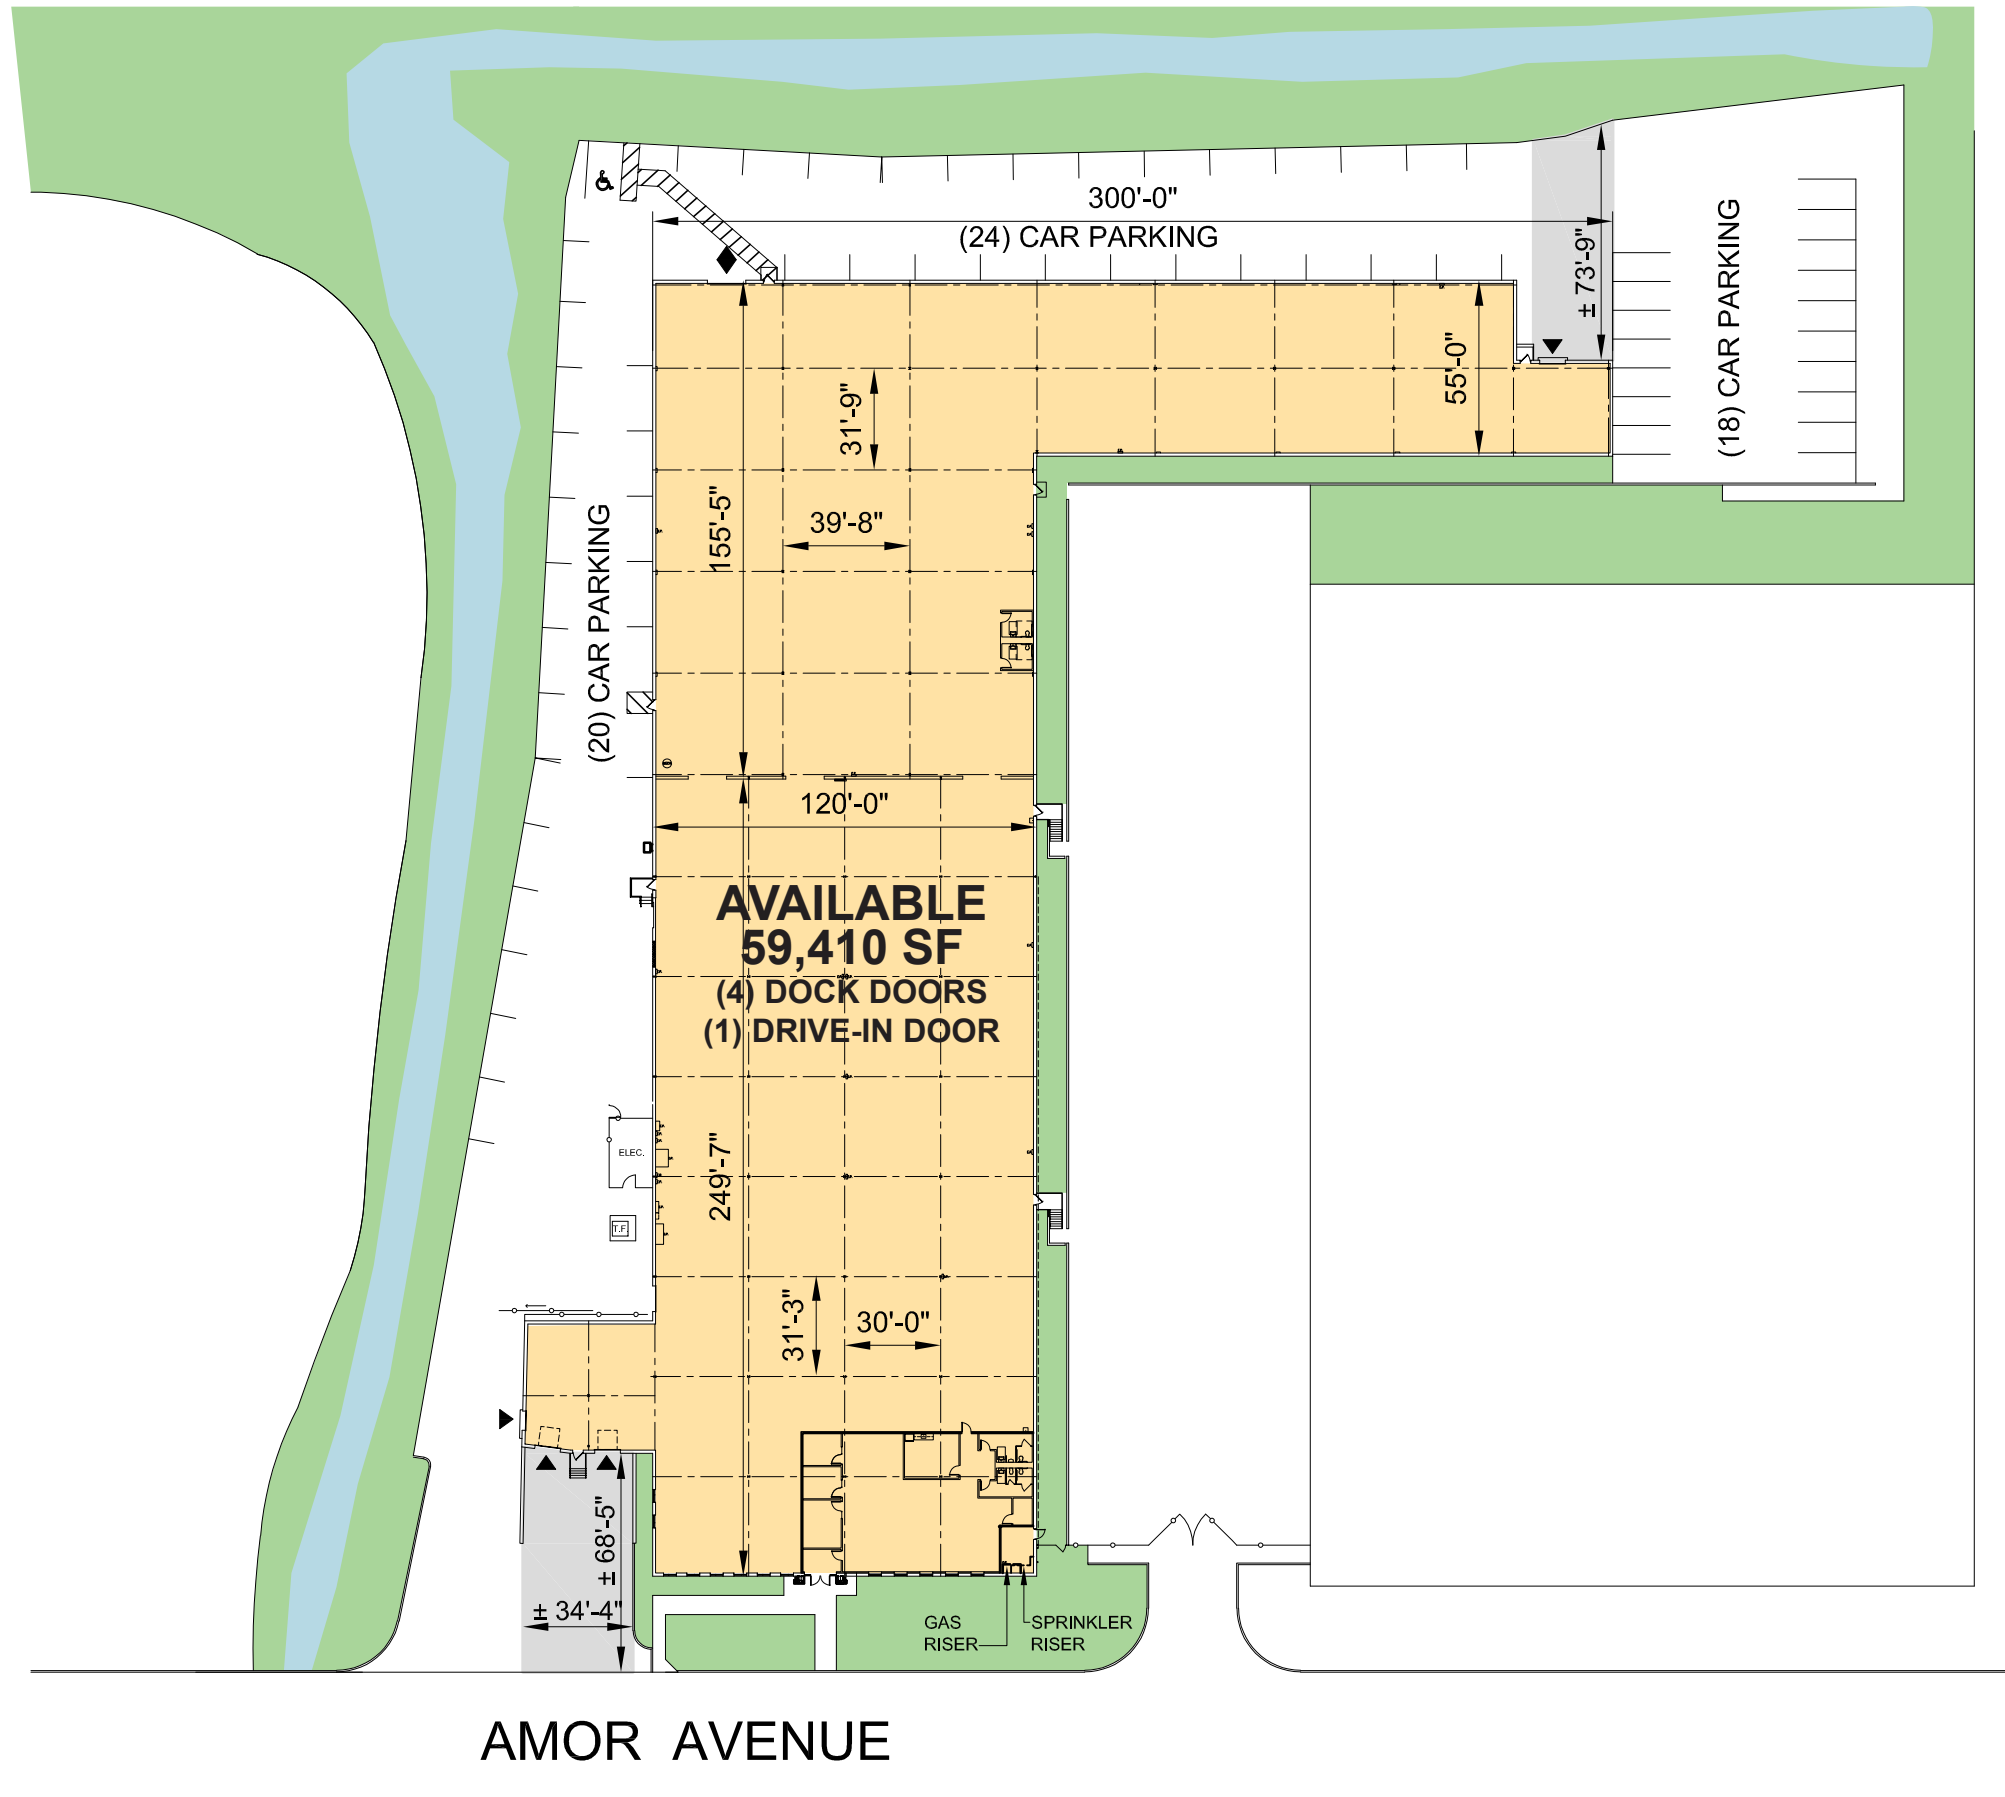 300'-0"
(24) CAR PARKING
± 73'-9"
(18) CAR PARKING
55'-0"
31'-9"
155'-5"
39'-8"
(20) CAR PARKING
120'-0"
AVAILABLE
59,410 SF
(4) DOCK DOORS
(1) DRIVE-IN DOOR
ELEC.
249'-7"
T.F.
31'-3"
30'-0"
± 68'-5"
± 34'-4"
GAS
RISER
SPRINKLER
RISER
AMOR AVENUE